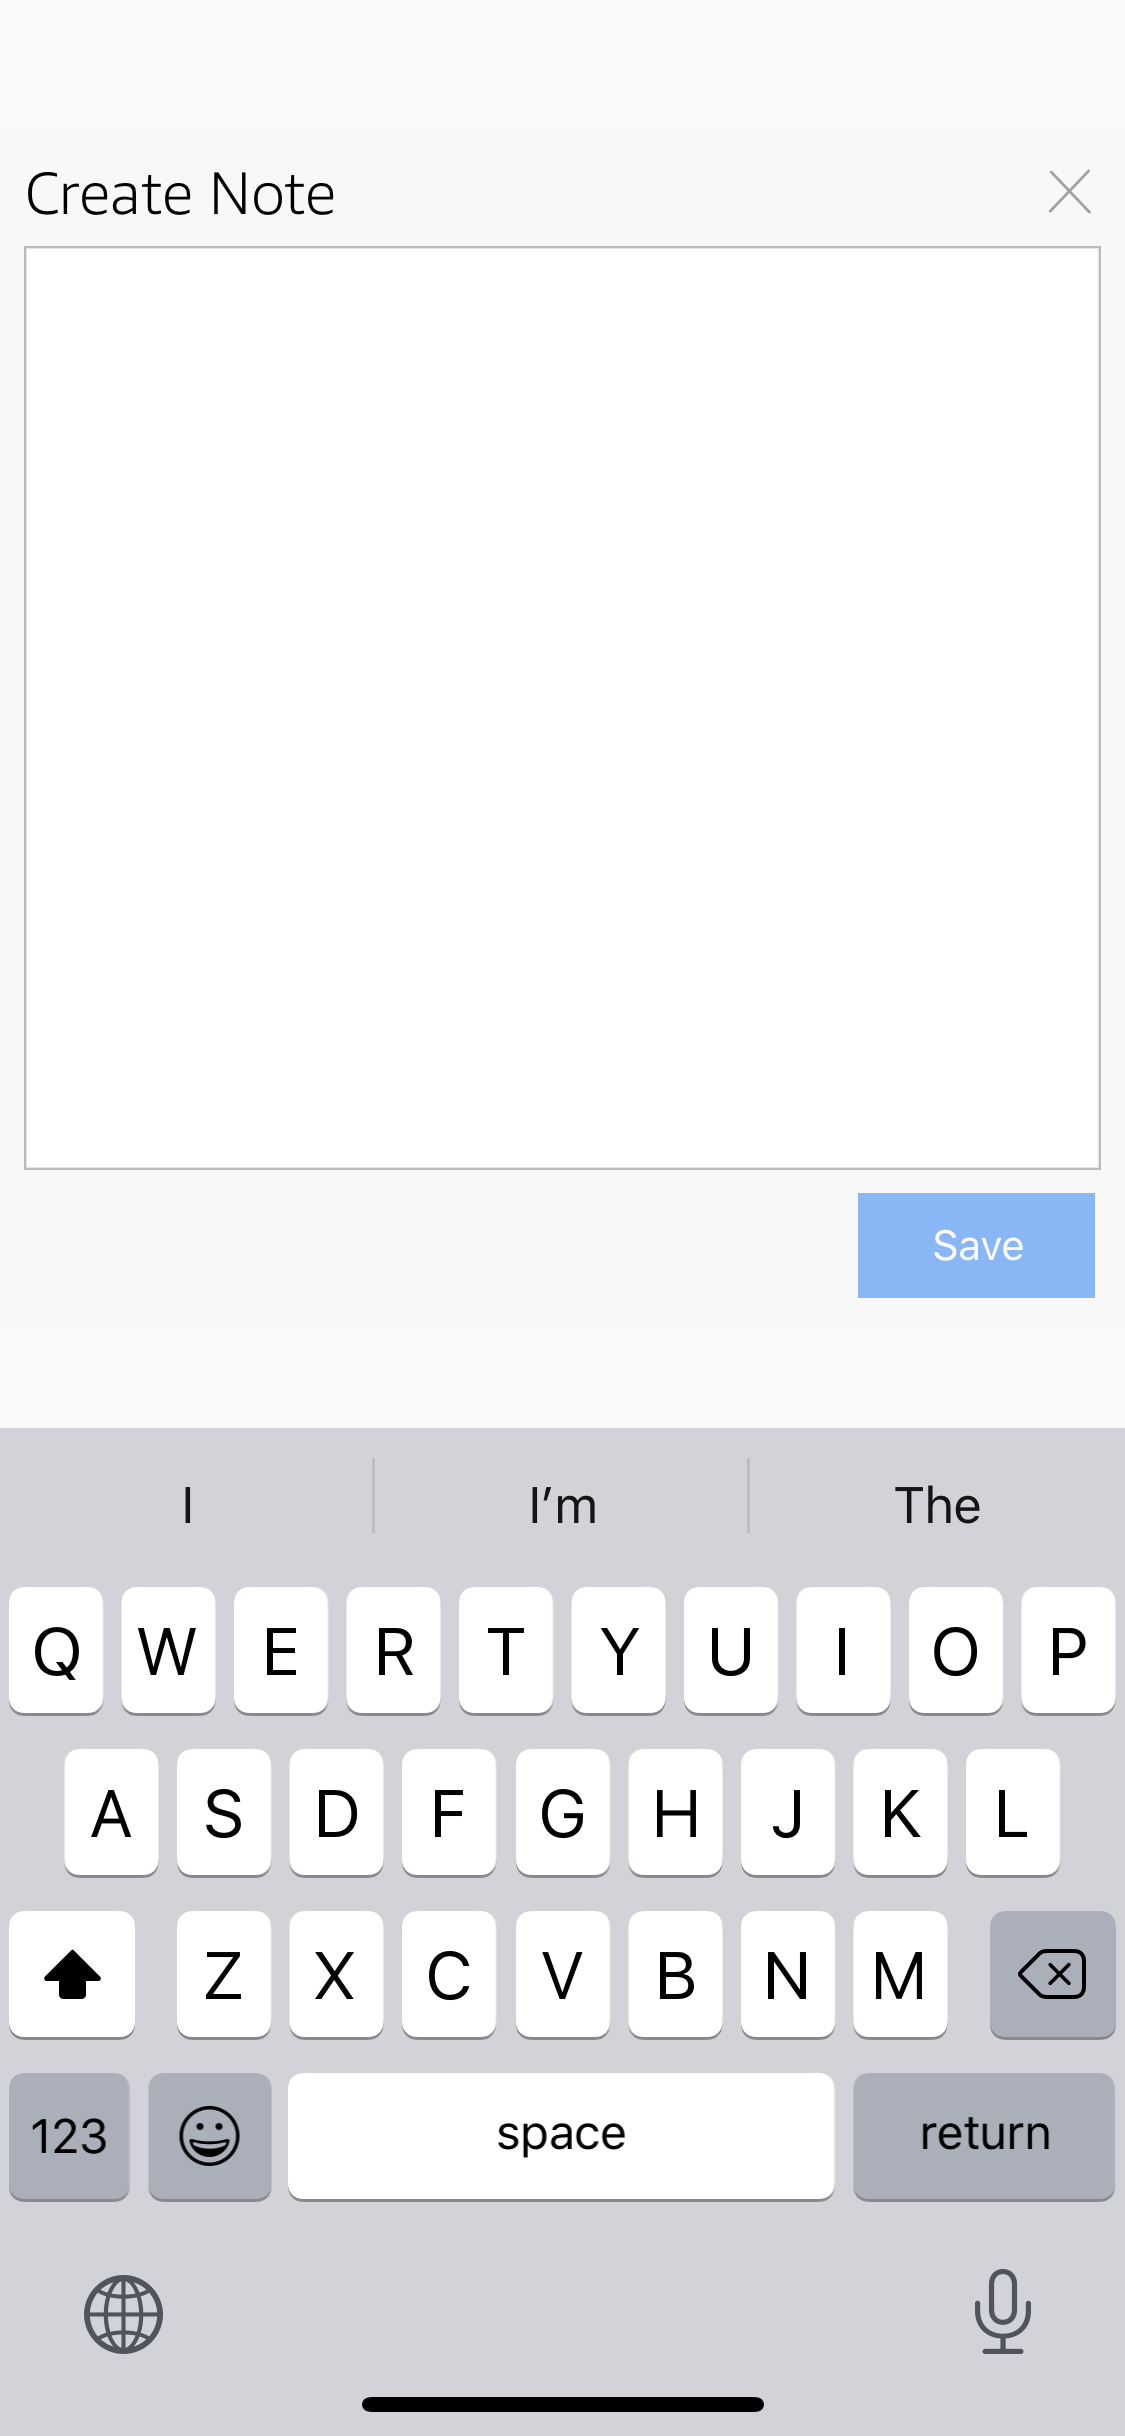 Create Note
Save
I I’m The
Q W E R T Y U I O P
A S D F G H J K L
Z X C V B N M
123 space return